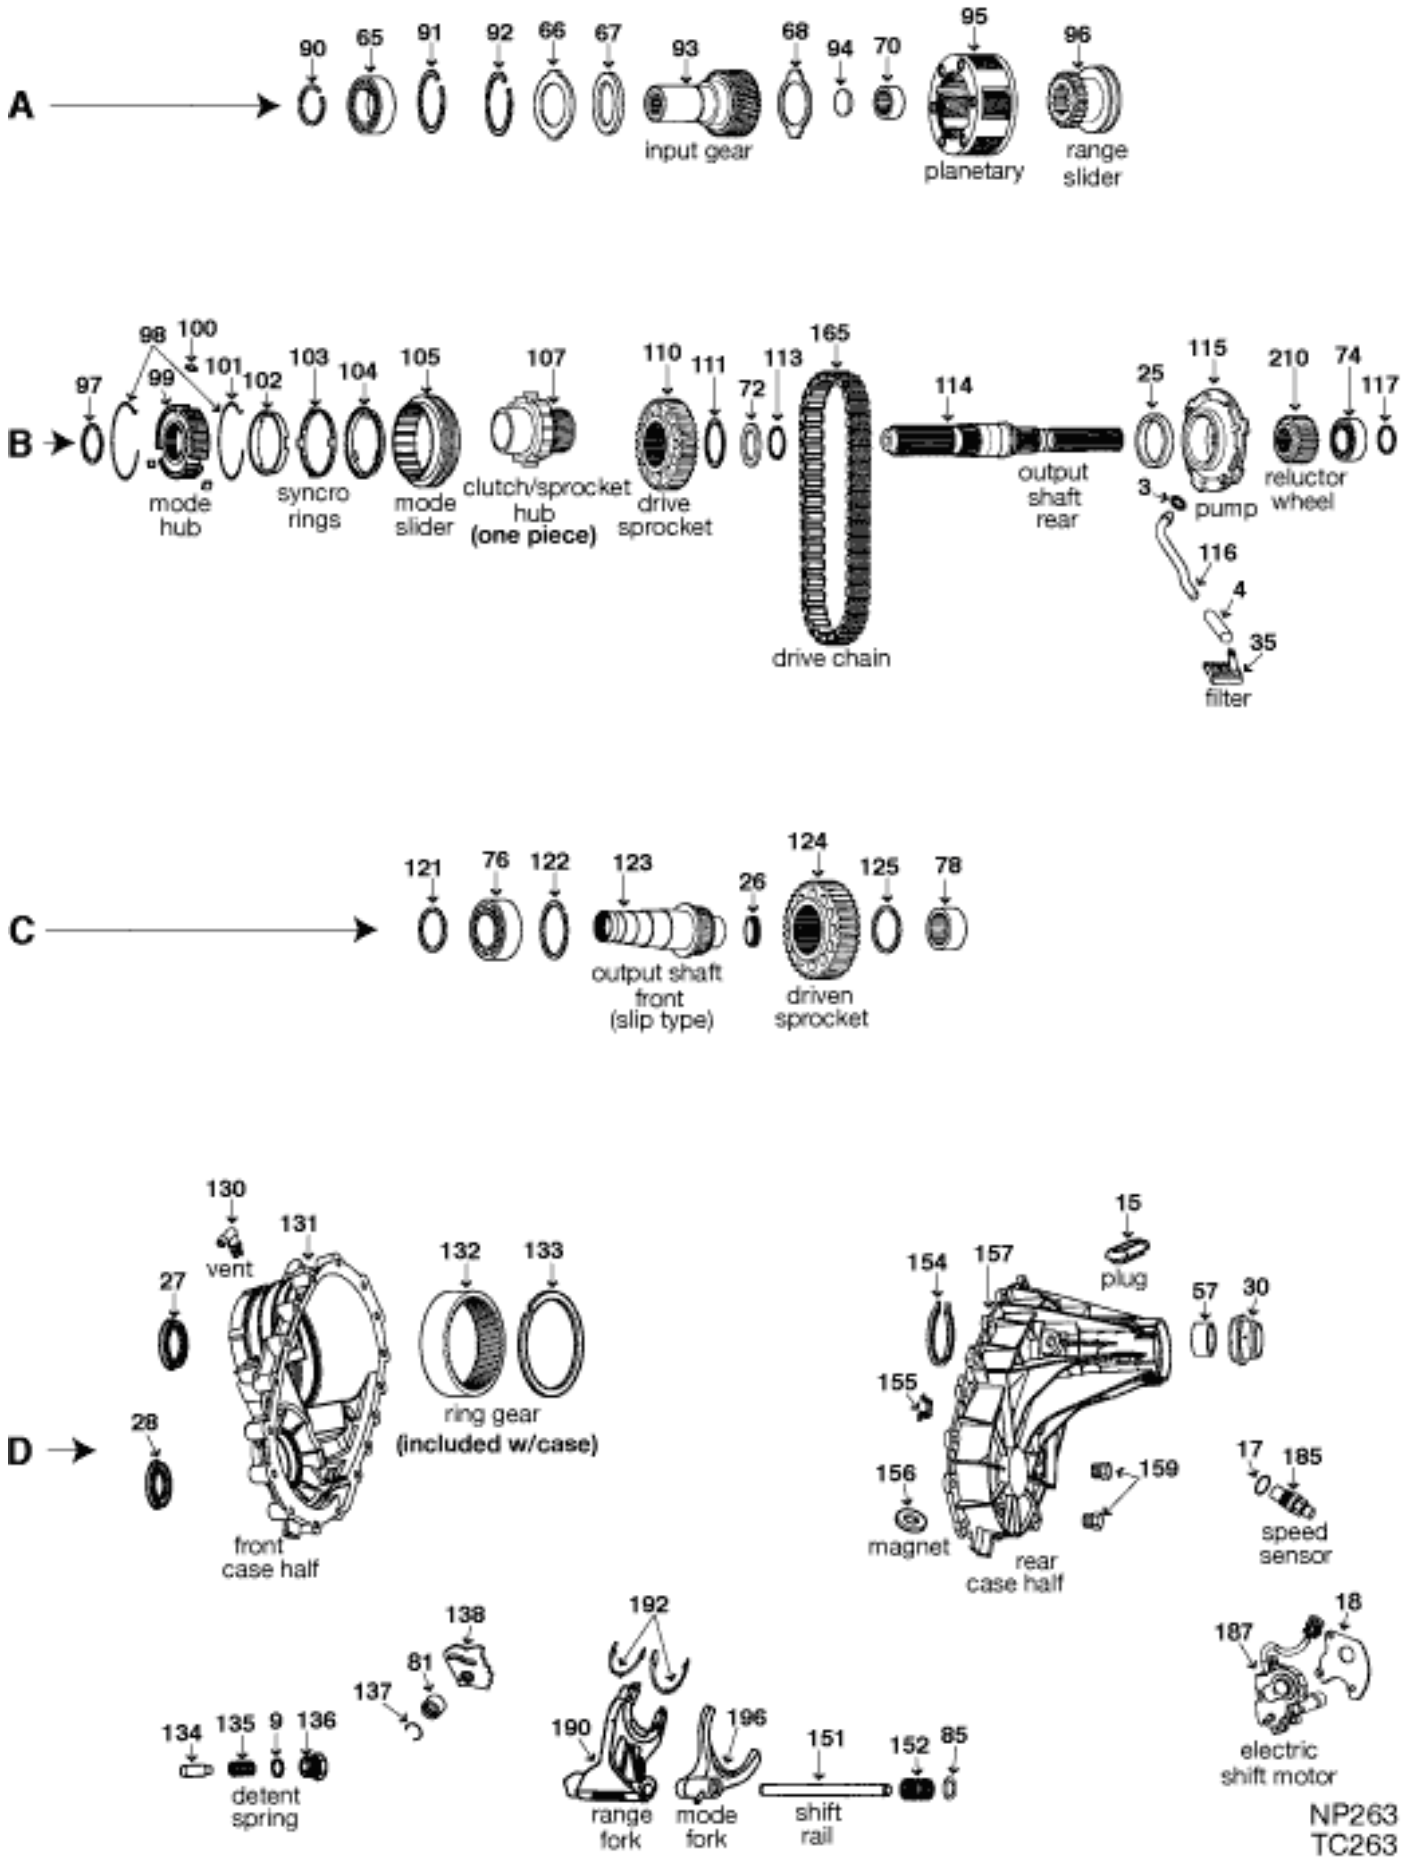 90 65 91 92 66 67 93 68 94 70 95 96
A
input gear
planetary
range
slider
98 100 165
97 99 101 102 103 104 105 107 110 111 72 113 114 25 115 210 74 117
B
mode
hub
syncro
rings
mode
slider
clutch/sprocket
hub
(one piece)
drive
sprocket
output
shaft
rear
3
pump
reluctor
wheel
116
4
35
filter
drive chain
121 76 122 123 26 124 125 78
C
output shaft
front
(slip type)
driven
sprocket
130
vent
131
27
132 133
28
D
ring gear
(included w/case)
front
case half
15
plug
154 157
57 30
155
156
magnet
159
17 185
speed
sensor
rear
case half
138
81
137
134 135 9 136
detent
spring
192
190
196
151
152 85
range
fork
mode
fork
shift
rail
187 18
electric
shift motor
NP263
TC263